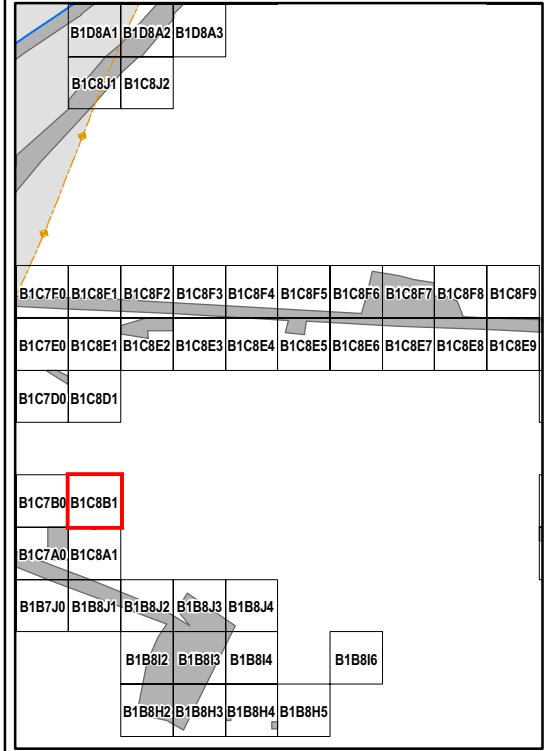 B1D8A1 B1D8A2 B1D8A3
B1C8J1 B1C8J2
B1C7F0 B1C8F1 B1C8F2 B1C8F3 B1C8F4 B1C8F5 B1C8F6 B1C8F7 B1C8F8 B1C8F9
B1C7E0 B1C8E1 B1C8E2 B1C8E3 B1C8E4 B1C8E5 B1C8E6 B1C8E7 B1C8E8 B1C8E9
B1C7D0 B1C8D1
B1C7B0 B1C8B1
B1C7A0 B1C8A1
B1B7J0 B1B8J1 B1B8J2 B1B8J3 B1B8J4
B1B8I2 B1B8I3 B1B8I4 B1B8I6
B1B8H2 B1B8H3 B1B8H4 B1B8H5